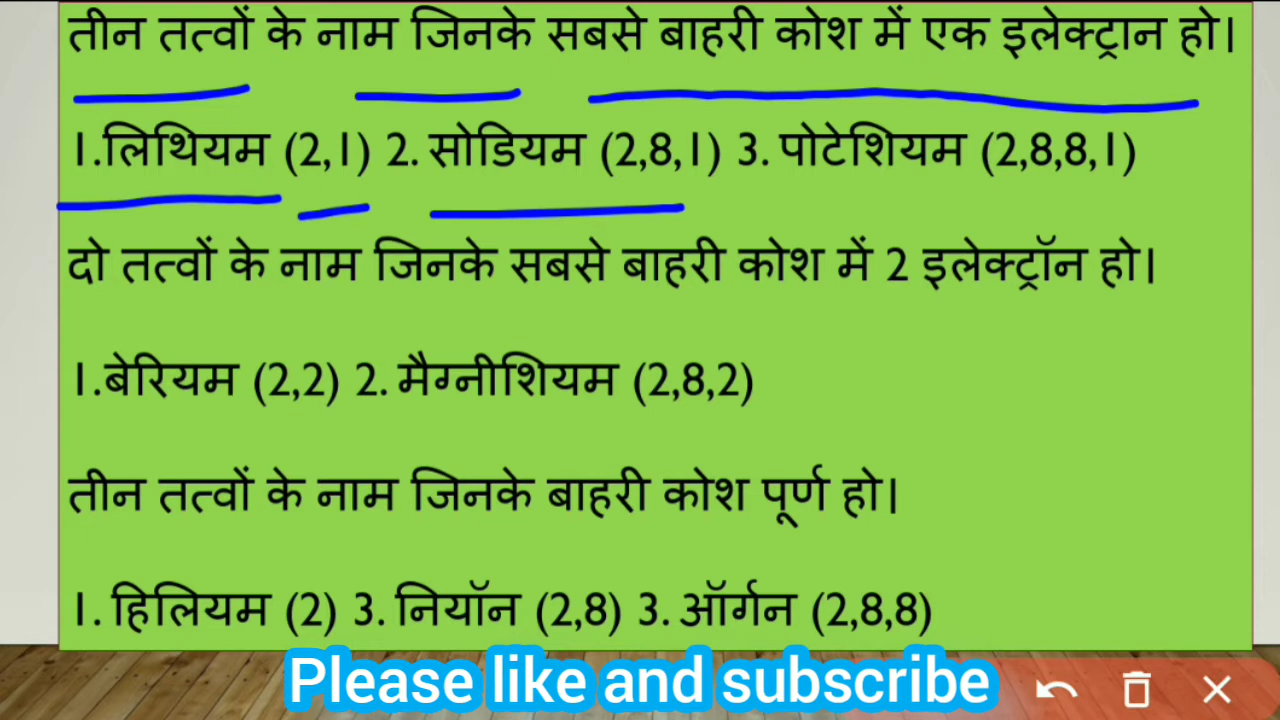 तीन तत्वों के नाम जिनके सबसे बाहरी कोश में एक इलेक्ट्रान हो।
1.लिथियम (2,1) 2. सोडियम (2,8,1) 3. पोटेशियम (2,8,8,1)
दो तत्वों के नाम जिनके सबसे बाहरी कोश में 2 इलेक्ट्रॉन हो।
1.बेरियम (2,2) 2. मैग्नीशियम (2,8,2)
तीन तत्वों के नाम जिनके बाहरी कोश पूर्ण हो।
1. हिलियम (2) 3. नियॉन (2,8) 3. ऑर्गन (2,8,8)
Please like and subscribe